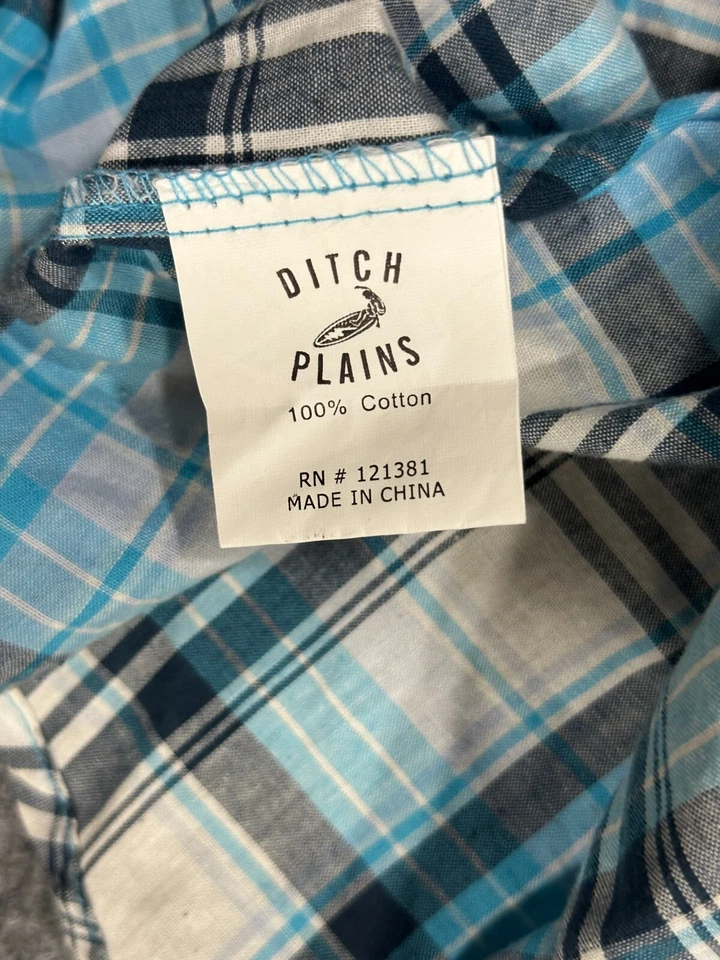 DITCH
PLAINS
100% Cotton
RN # 121381
MADE IN CHINA